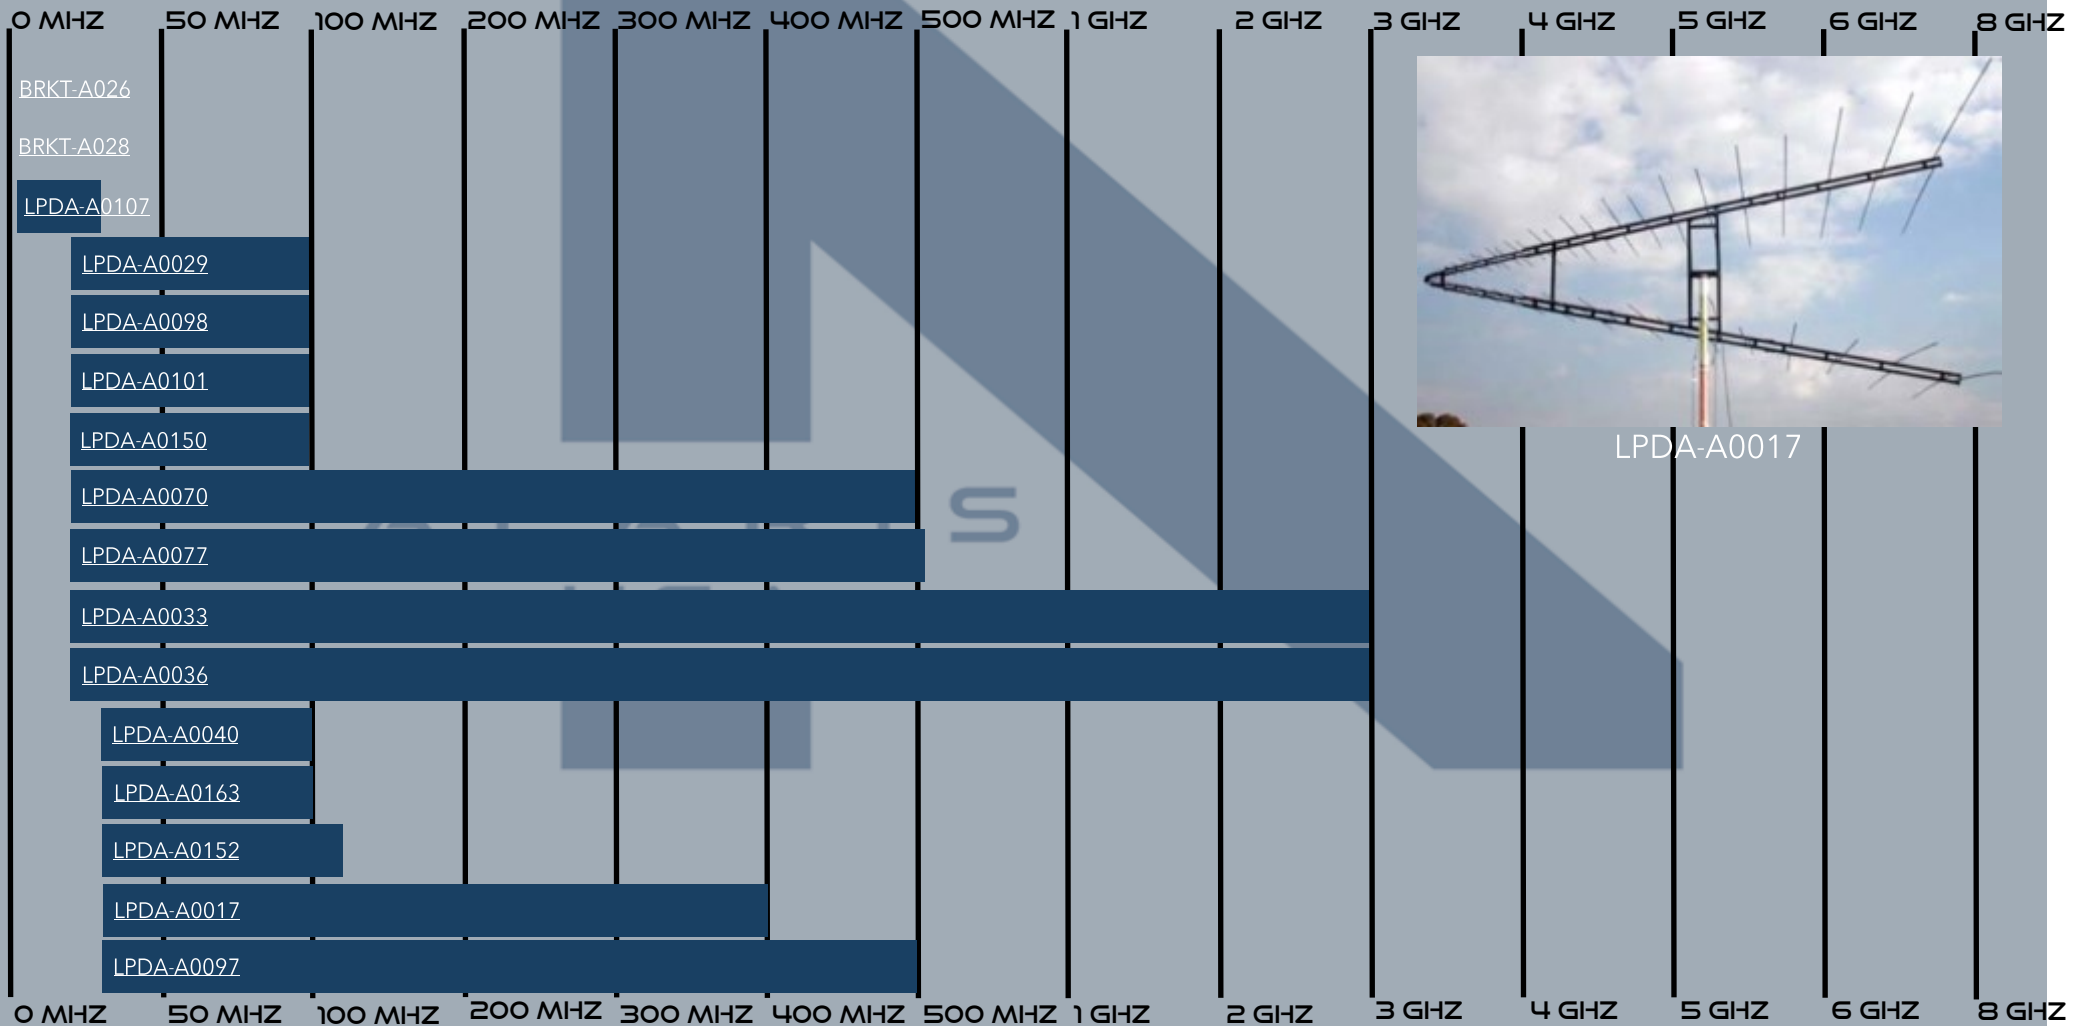 0 MHZ 50 MHZ 100 MHZ 200 MHZ 300 MHZ 400 MHZ 500 MHZ 1 GHZ 2 GHZ 3 GHZ 4 GHZ 5 GHZ 6 GHZ 8 GHZ
BRKT-A026
BRKT-A028
LPDA-A0107
LPDA-A0029
LPDA-A0098
LPDA-A0101
LPDA-A0150
LPDA-A0017
LPDA-A0070
S
LPDA-A0077
LPDA-A0033
LPDA-A0036
LPDA-A0040
LPDA-A0163
LPDA-A0152
LPDA-A0017
LPDA-A0097
0 MHZ 50 MHZ 100 MHZ 200 MHZ 300 MHZ 400 MHZ 500 MHZ 1 GHZ 2 GHZ 3 GHZ 4 GHZ 5 GHZ 6 GHZ 8 GHZ